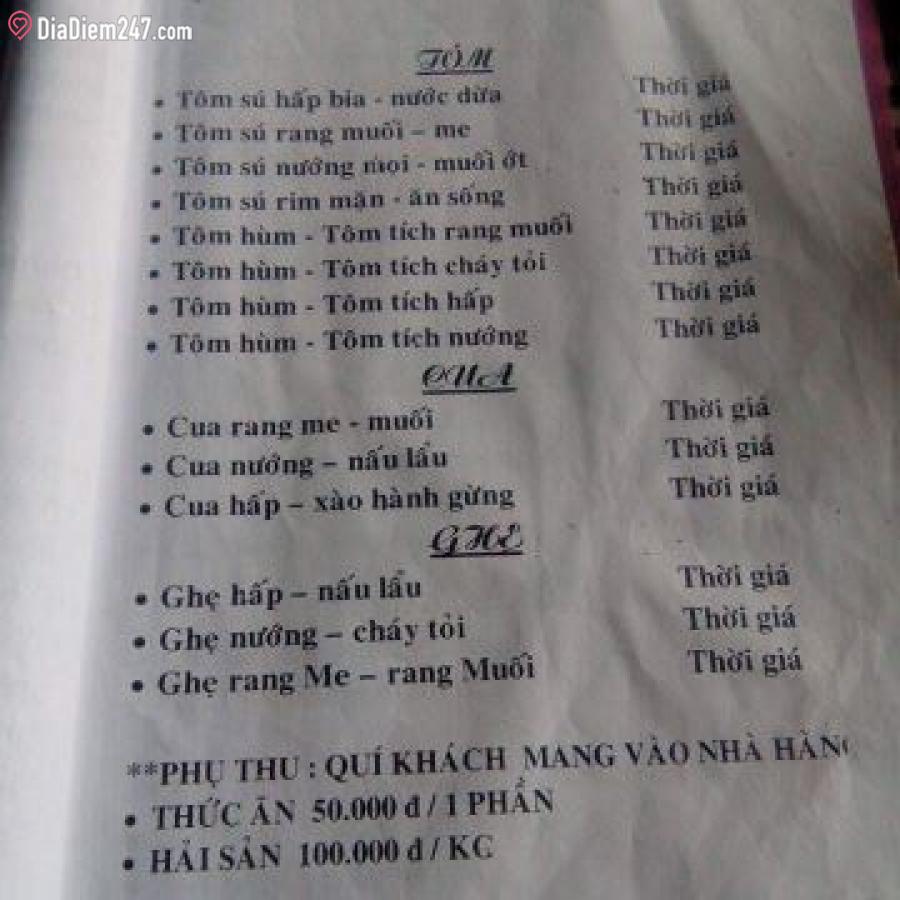 DiaDiem247.com
TÔM
• Tôm sú hấp bia - nước dừa Thời giá
• Tôm sú rang muối – me Thời giá
• Tôm sú nướng mọi - muối ớt Thời giá
• Tôm sú rim mặn - ăn sống Thời giá
• Tôm hùm - Tôm tích rang muối Thời giá
• Tôm hùm - Tôm tích cháy tỏi Thời giá
• Tôm hùm - Tôm tích hấp Thời giá
• Tôm hùm - Tôm tích nướng Thời giá
CUA
• Cua rang me - muối Thời giá
• Cua nướng – nấu lẩu Thời giá
• Cua hấp – xào hành gừng Thời giá
GHẸ
• Ghẹ hấp – nấu lẩu Thời giá
• Ghẹ nướng – cháy tỏi Thời giá
• Ghẹ rang Me – rang Muối Thời giá
**PHỤ THU : QUÍ KHÁCH MANG VÀO NHÀ HÀNG
• THỨC ĂN 50.000 đ / 1 PHẦN
• HẢI SẢN 100.000 đ / KG